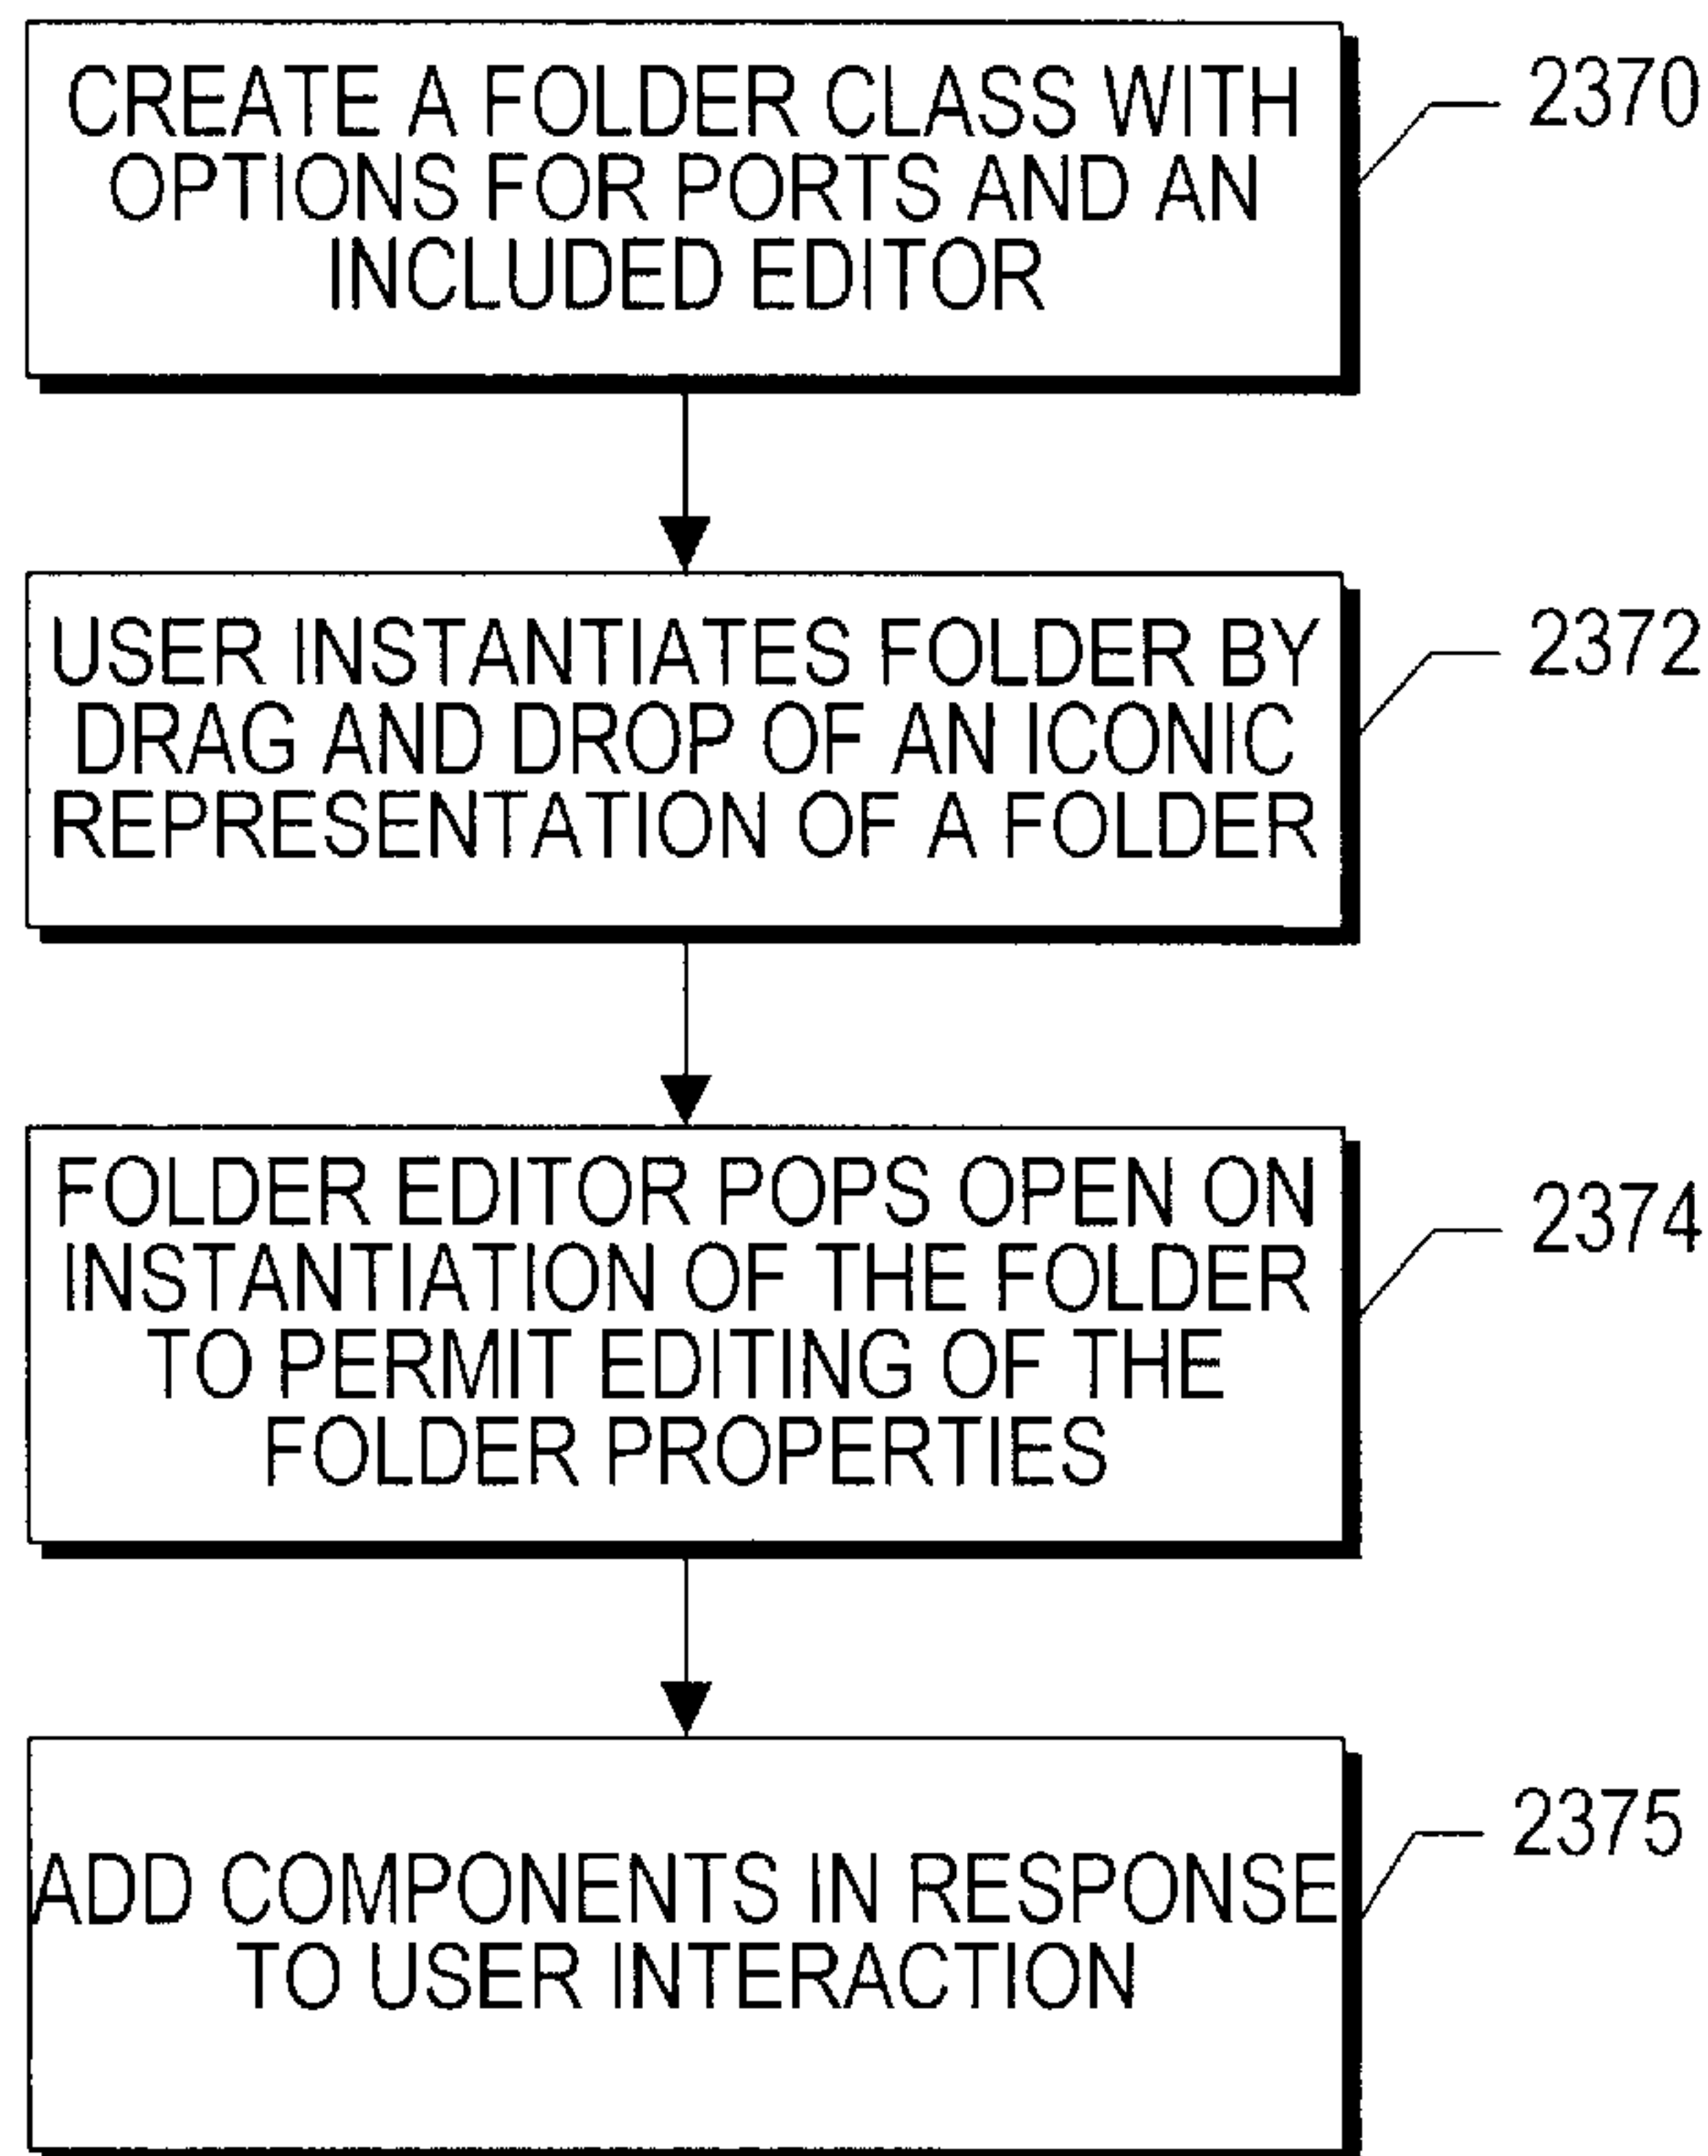 CREATE A FOLDER CLASS WITH
OPTIONS FOR PORTS AND AN
INCLUDED EDITOR
2370
USER INSTANTIATES FOLDER BY
DRAG AND DROP OF AN ICONIC
REPRESENTATION OF A FOLDER
2372
FOLDER EDITOR POPS OPEN ON
INSTANTIATION OF THE FOLDER
TO PERMIT EDITING OF THE
FOLDER PROPERTIES
2374
ADD COMPONENTS IN RESPONSE
TO USER INTERACTION
2375